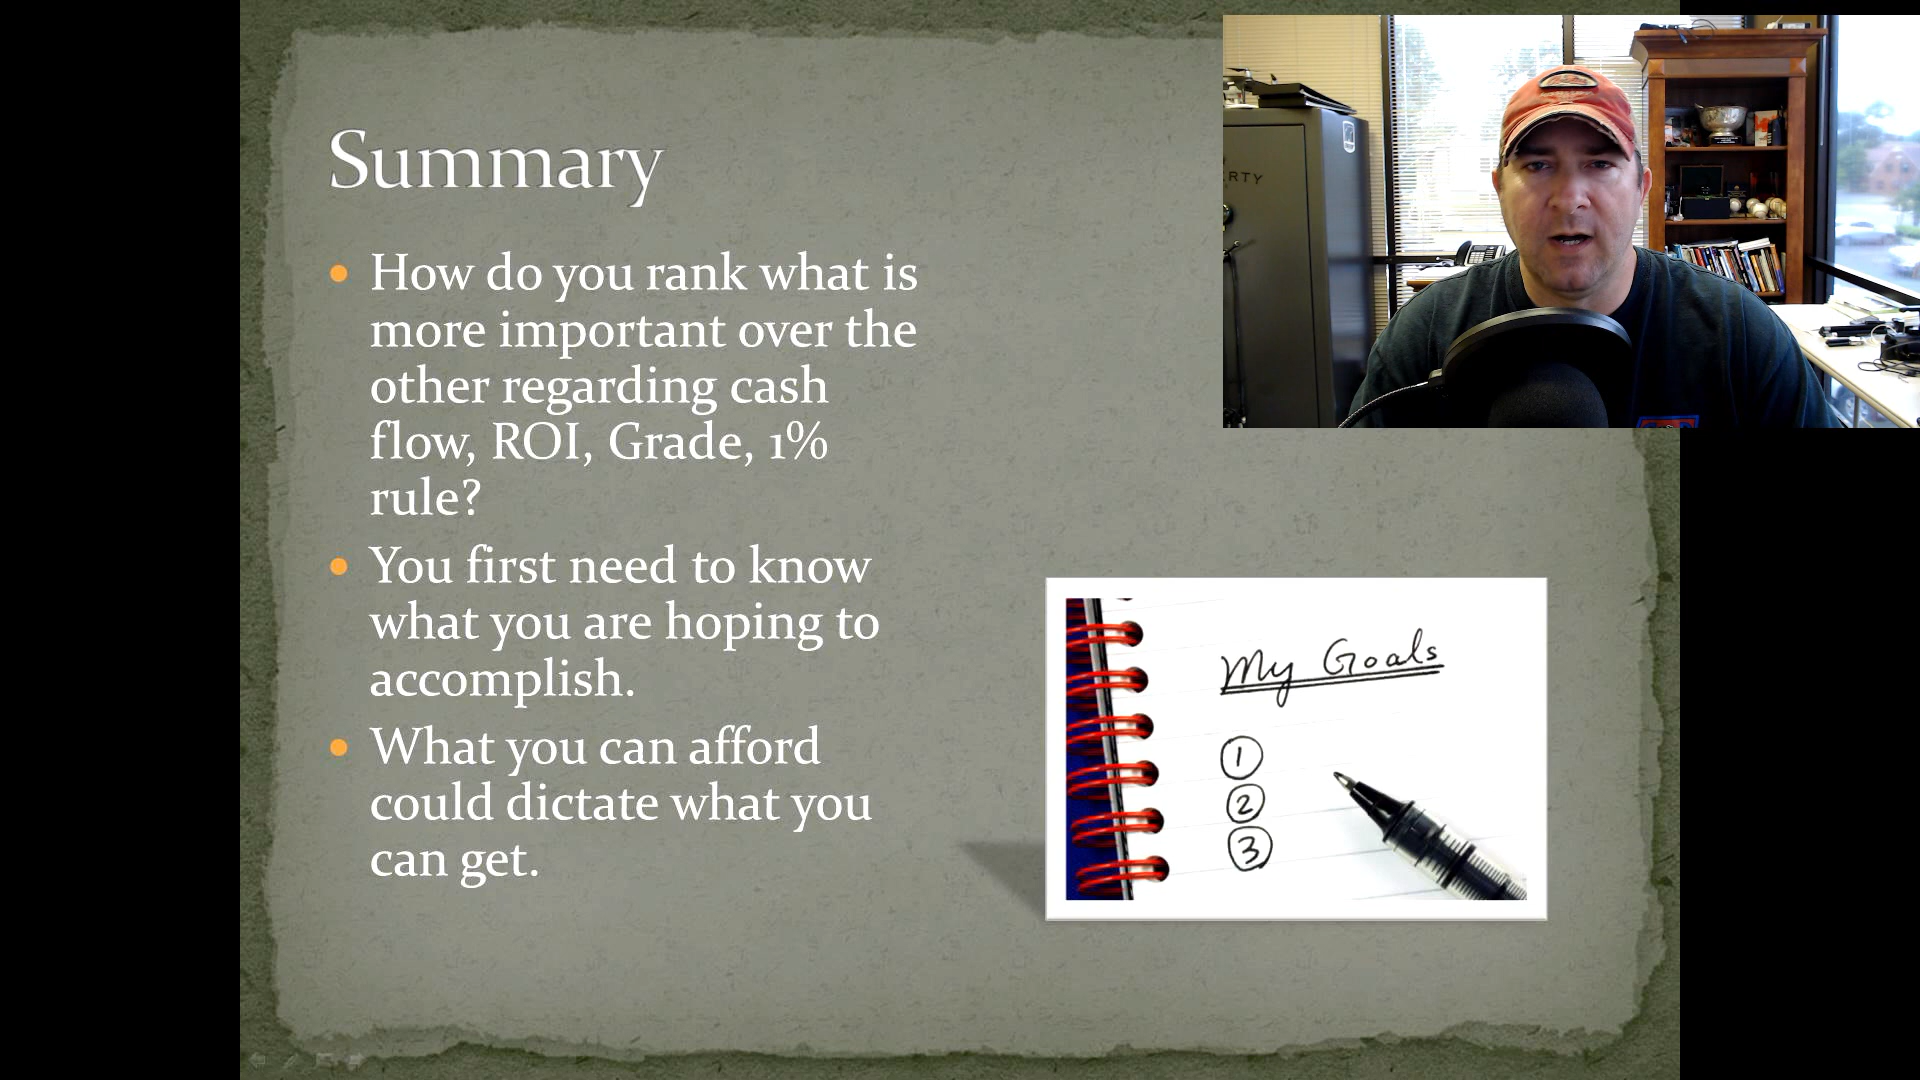 Summary
How do you rank what is
more important over the
other regarding cash
flow, ROI, Grade, 1%
rule?
You first need to know
what you are hoping to
accomplish.
What you can afford
could dictate what you
can get.
ERTY
My Goals
1
2
3